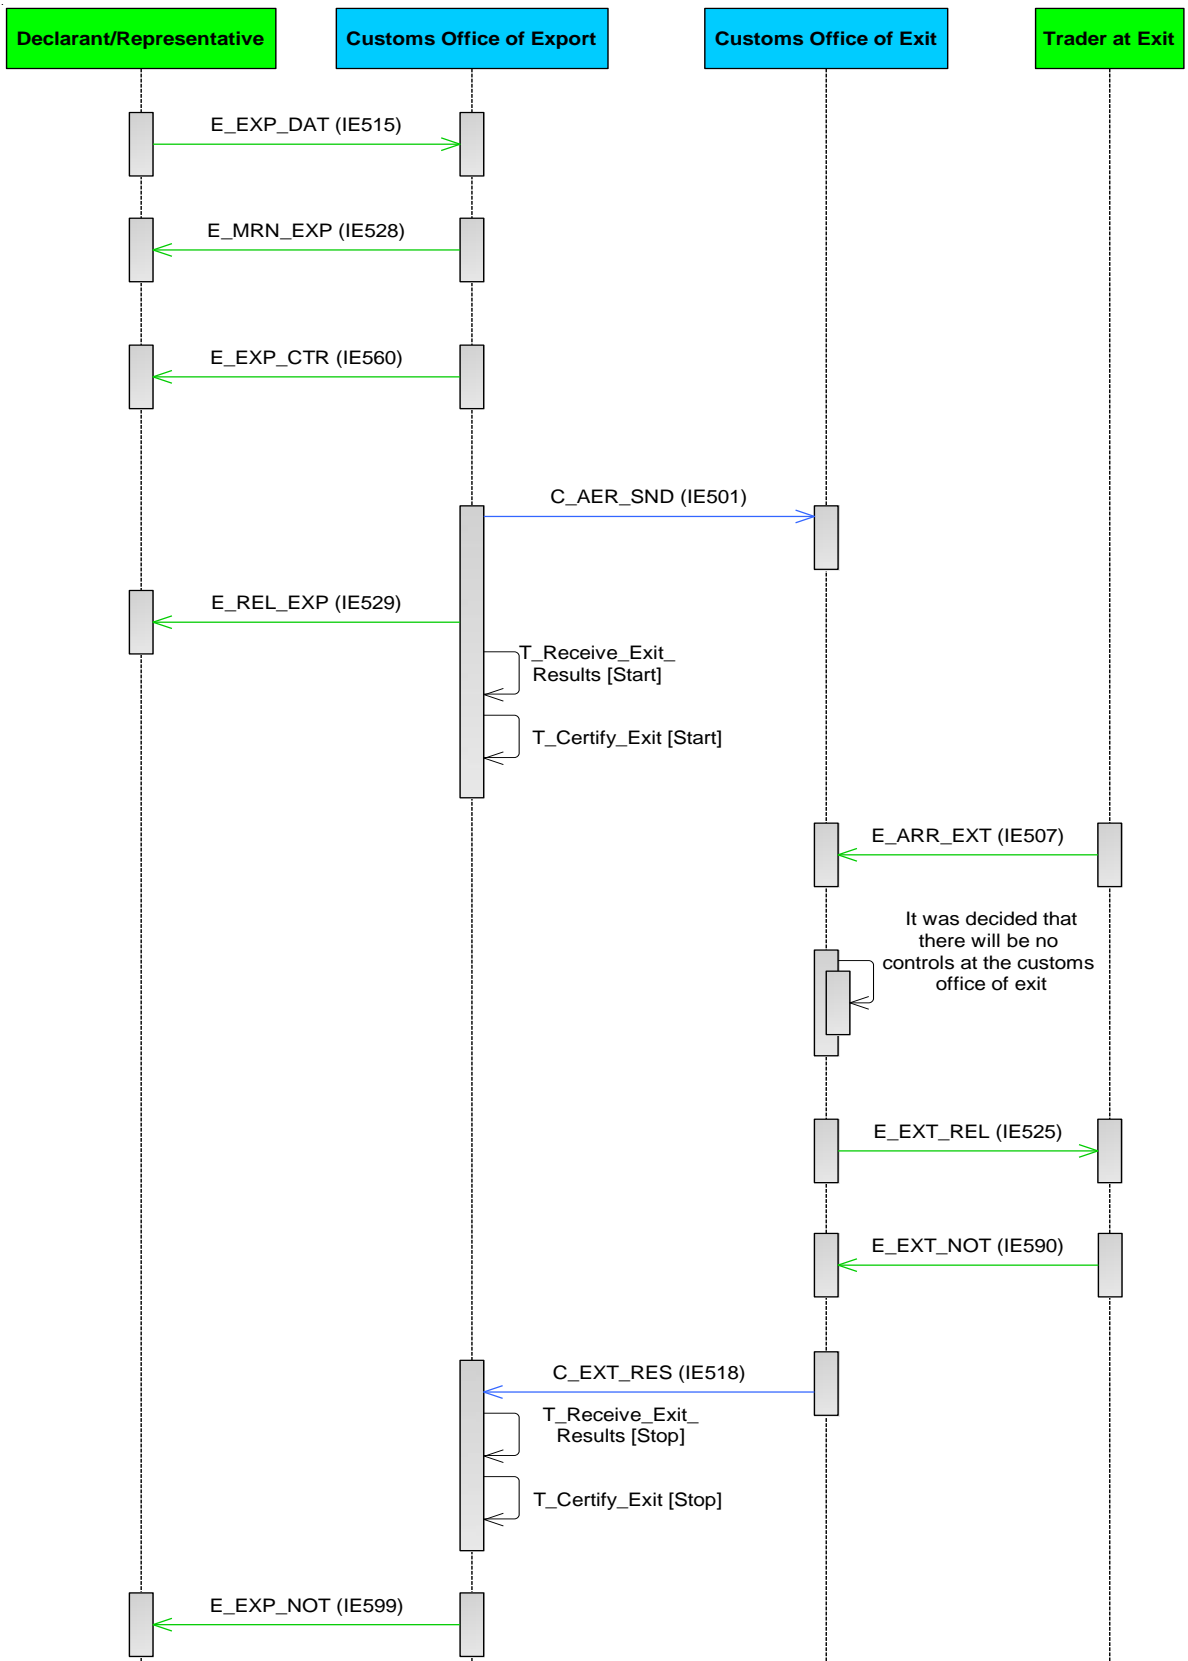 Declarant/Representative
Customs Office of Export
Customs Office of Exit
Trader at Exit
E_EXP_DAT (IE515)
E_MRN_EXP (IE528)
E_EXP_CTR (IE560)
C_AER_SND (IE501)
E_REL_EXP (IE529)
T_Receive_Exit_
Results [Start]
T_Certify_Exit [Start]
E_ARR_EXT (IE507)
It was decided that
there will be no
controls at the customs
office of exit
E_EXT_REL (IE525)
E_EXT_NOT (IE590)
C_EXT_RES (IE518)
T_Receive_Exit_
Results [Stop]
T_Certify_Exit [Stop]
E_EXP_NOT (IE599)